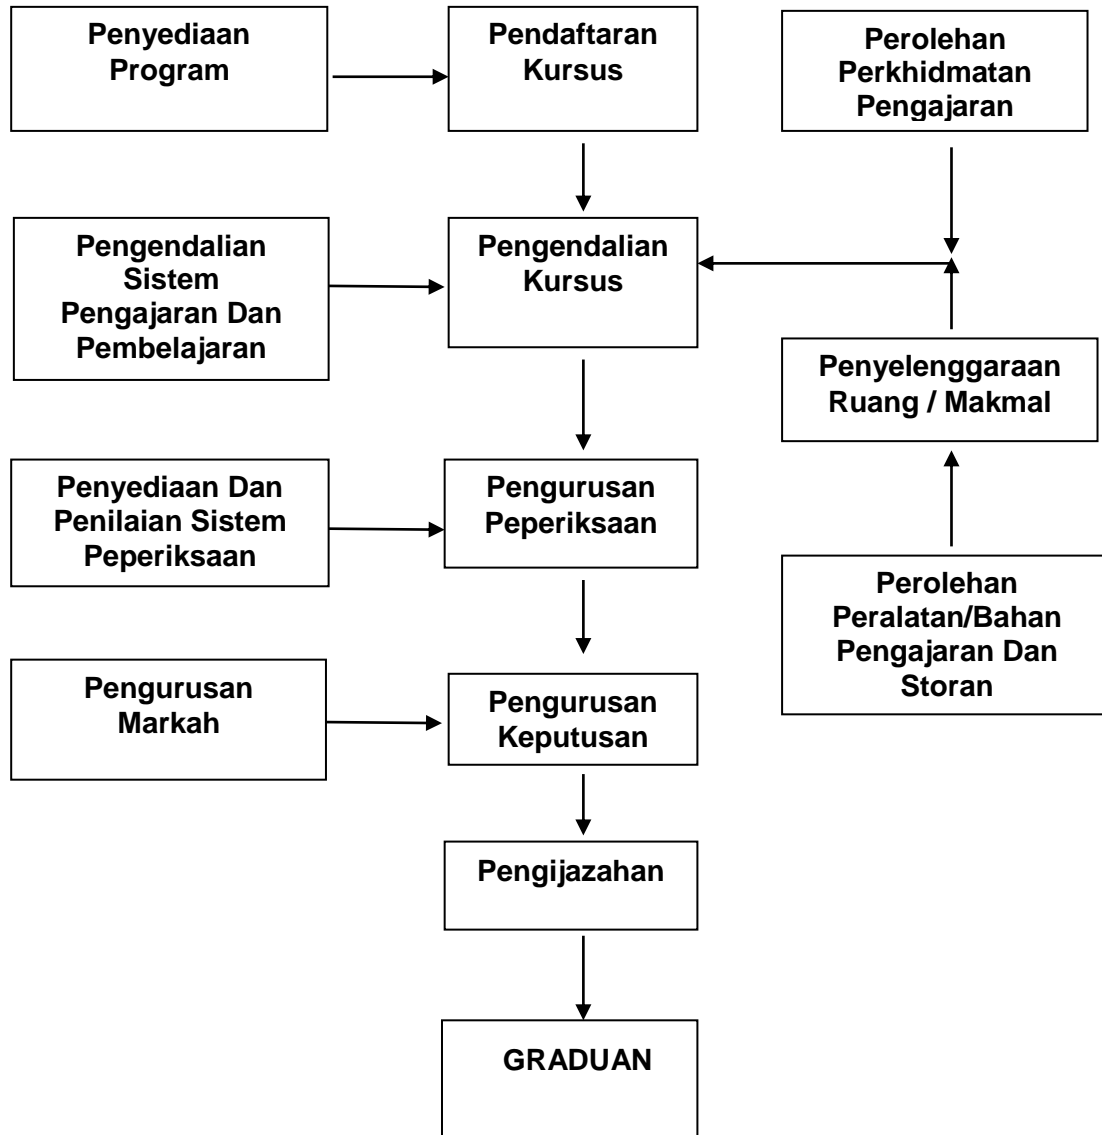 Penyediaan
Program
Pendaftaran
Kursus
Perolehan
Perkhidmatan
Pengajaran
Pengendalian
Sistem
Pengajaran Dan
Pembelajaran
Pengendalian
Kursus
Penyelenggaraan
Ruang / Makmal
Penyediaan Dan
Penilaian Sistem
Peperiksaan
Pengurusan
Peperiksaan
Perolehan
Peralatan/Bahan
Pengajaran Dan
Storan
Pengurusan
Markah
Pengurusan
Keputusan
Pengijazahan
GRADUAN